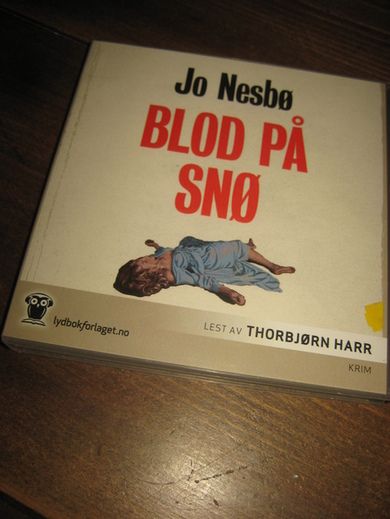 Jo Nesbø
BLOD PÅ
SNØ
lydbokforlaget.no
LEST AV THORBJØRN HARR
KRIM